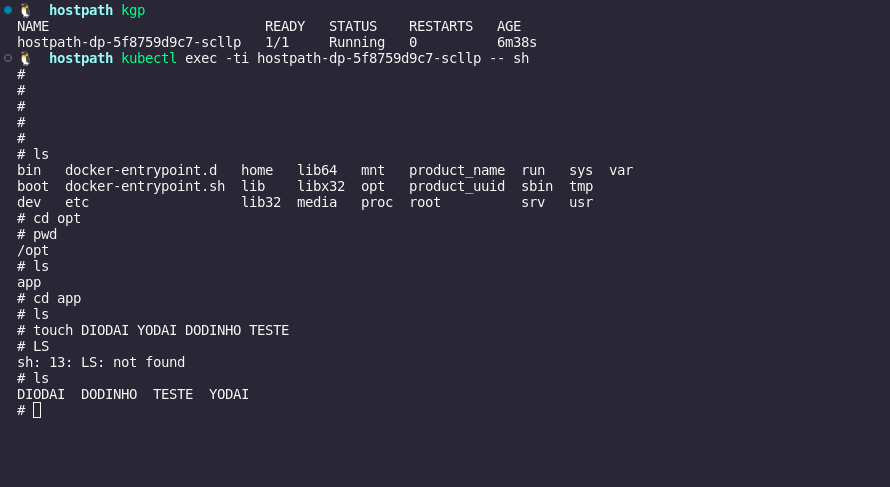 hostpath kgp
NAME                           READY   STATUS    RESTARTS   AGE
hostpath-dp-5f8759d9c7-scllp   1/1     Running   0          6m38s
hostpath kubectl exec -ti hostpath-dp-5f8759d9c7-scllp -- sh
#
#
#
#
#
# ls
bin   docker-entrypoint.d   home   lib64   mnt   product_name  run   sys  var
boot  docker-entrypoint.sh  lib    libx32  opt   product_uuid  sbin  tmp
dev   etc                   lib32  media   proc  root          srv   usr
# cd opt
# pwd
/opt
# ls
app
# cd app
# ls
# touch DIODAI YODAI DODINHO TESTE
# LS
sh: 13: LS: not found
# ls
DIODAI  DODINHO  TESTE  YODAI
#